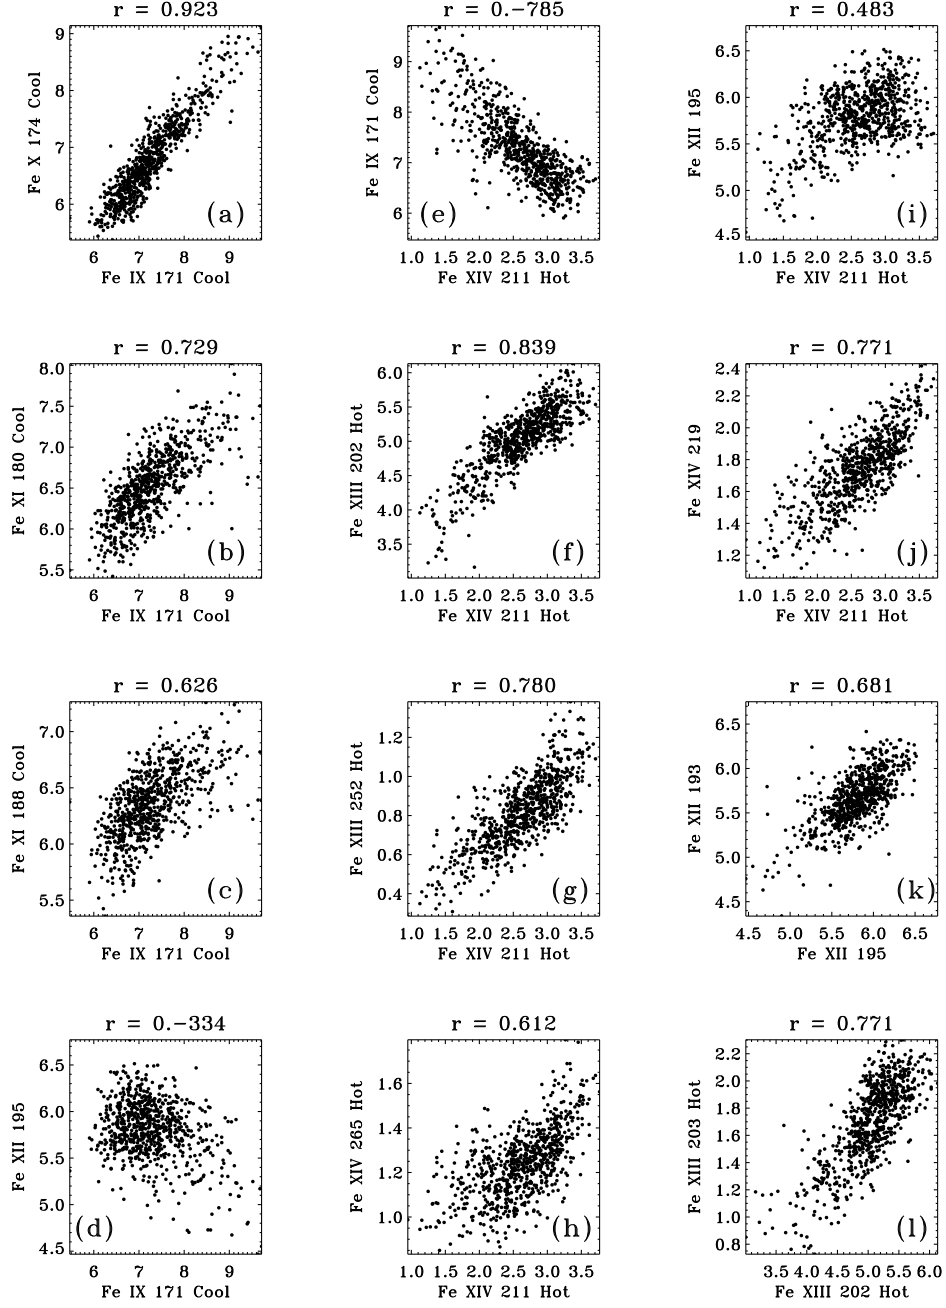 r = 0.923
9
8
7
6
Fe X 174 Cool
(a)
6 7 8 9
Fe IX 171 Cool
r = 0.−785
9
8
7
6
Fe IX 171 Cool
(e)
1.0 1.5 2.0 2.5 3.0 3.5
Fe XIV 211 Hot
r = 0.483
6.5
6.0
5.5
5.0
4.5
Fe XII 195
(i)
1.0 1.5 2.0 2.5 3.0 3.5
Fe XIV 211 Hot
r = 0.729
8.0
7.5
7.0
6.5
6.0
5.5
Fe XI 180 Cool
(b)
6 7 8 9
Fe IX 171 Cool
r = 0.839
6.0
5.5
5.0
4.5
4.0
3.5
Fe XIII 202 Hot
(f)
1.0 1.5 2.0 2.5 3.0 3.5
Fe XIV 211 Hot
r = 0.771
2.4
2.2
2.0
1.8
1.6
1.4
1.2
Fe XIV 219
(j)
1.0 1.5 2.0 2.5 3.0 3.5
Fe XIV 211 Hot
r = 0.626
7.0
6.5
6.0
5.5
Fe XI 188 Cool
(c)
6 7 8 9
Fe IX 171 Cool
r = 0.780
1.2
1.0
0.8
0.6
0.4
Fe XIII 252 Hot
(g)
1.0 1.5 2.0 2.5 3.0 3.5
Fe XIV 211 Hot
r = 0.681
6.5
6.0
5.5
5.0
4.5
Fe XII 193
(k)
4.5 5.0 5.5 6.0 6.5
Fe XII 195
r = 0.−334
6.5
6.0
5.5
5.0
4.5
Fe XII 195
(d)
6 7 8 9
Fe IX 171 Cool
r = 0.612
1.6
1.4
1.2
1.0
Fe XIV 265 Hot
(h)
1.0 1.5 2.0 2.5 3.0 3.5
Fe XIV 211 Hot
r = 0.771
2.2
2.0
1.8
1.6
1.4
1.2
1.0
0.8
Fe XIII 203 Hot
(l)
3.5 4.0 4.5 5.0 5.5 6.0
Fe XIII 202 Hot